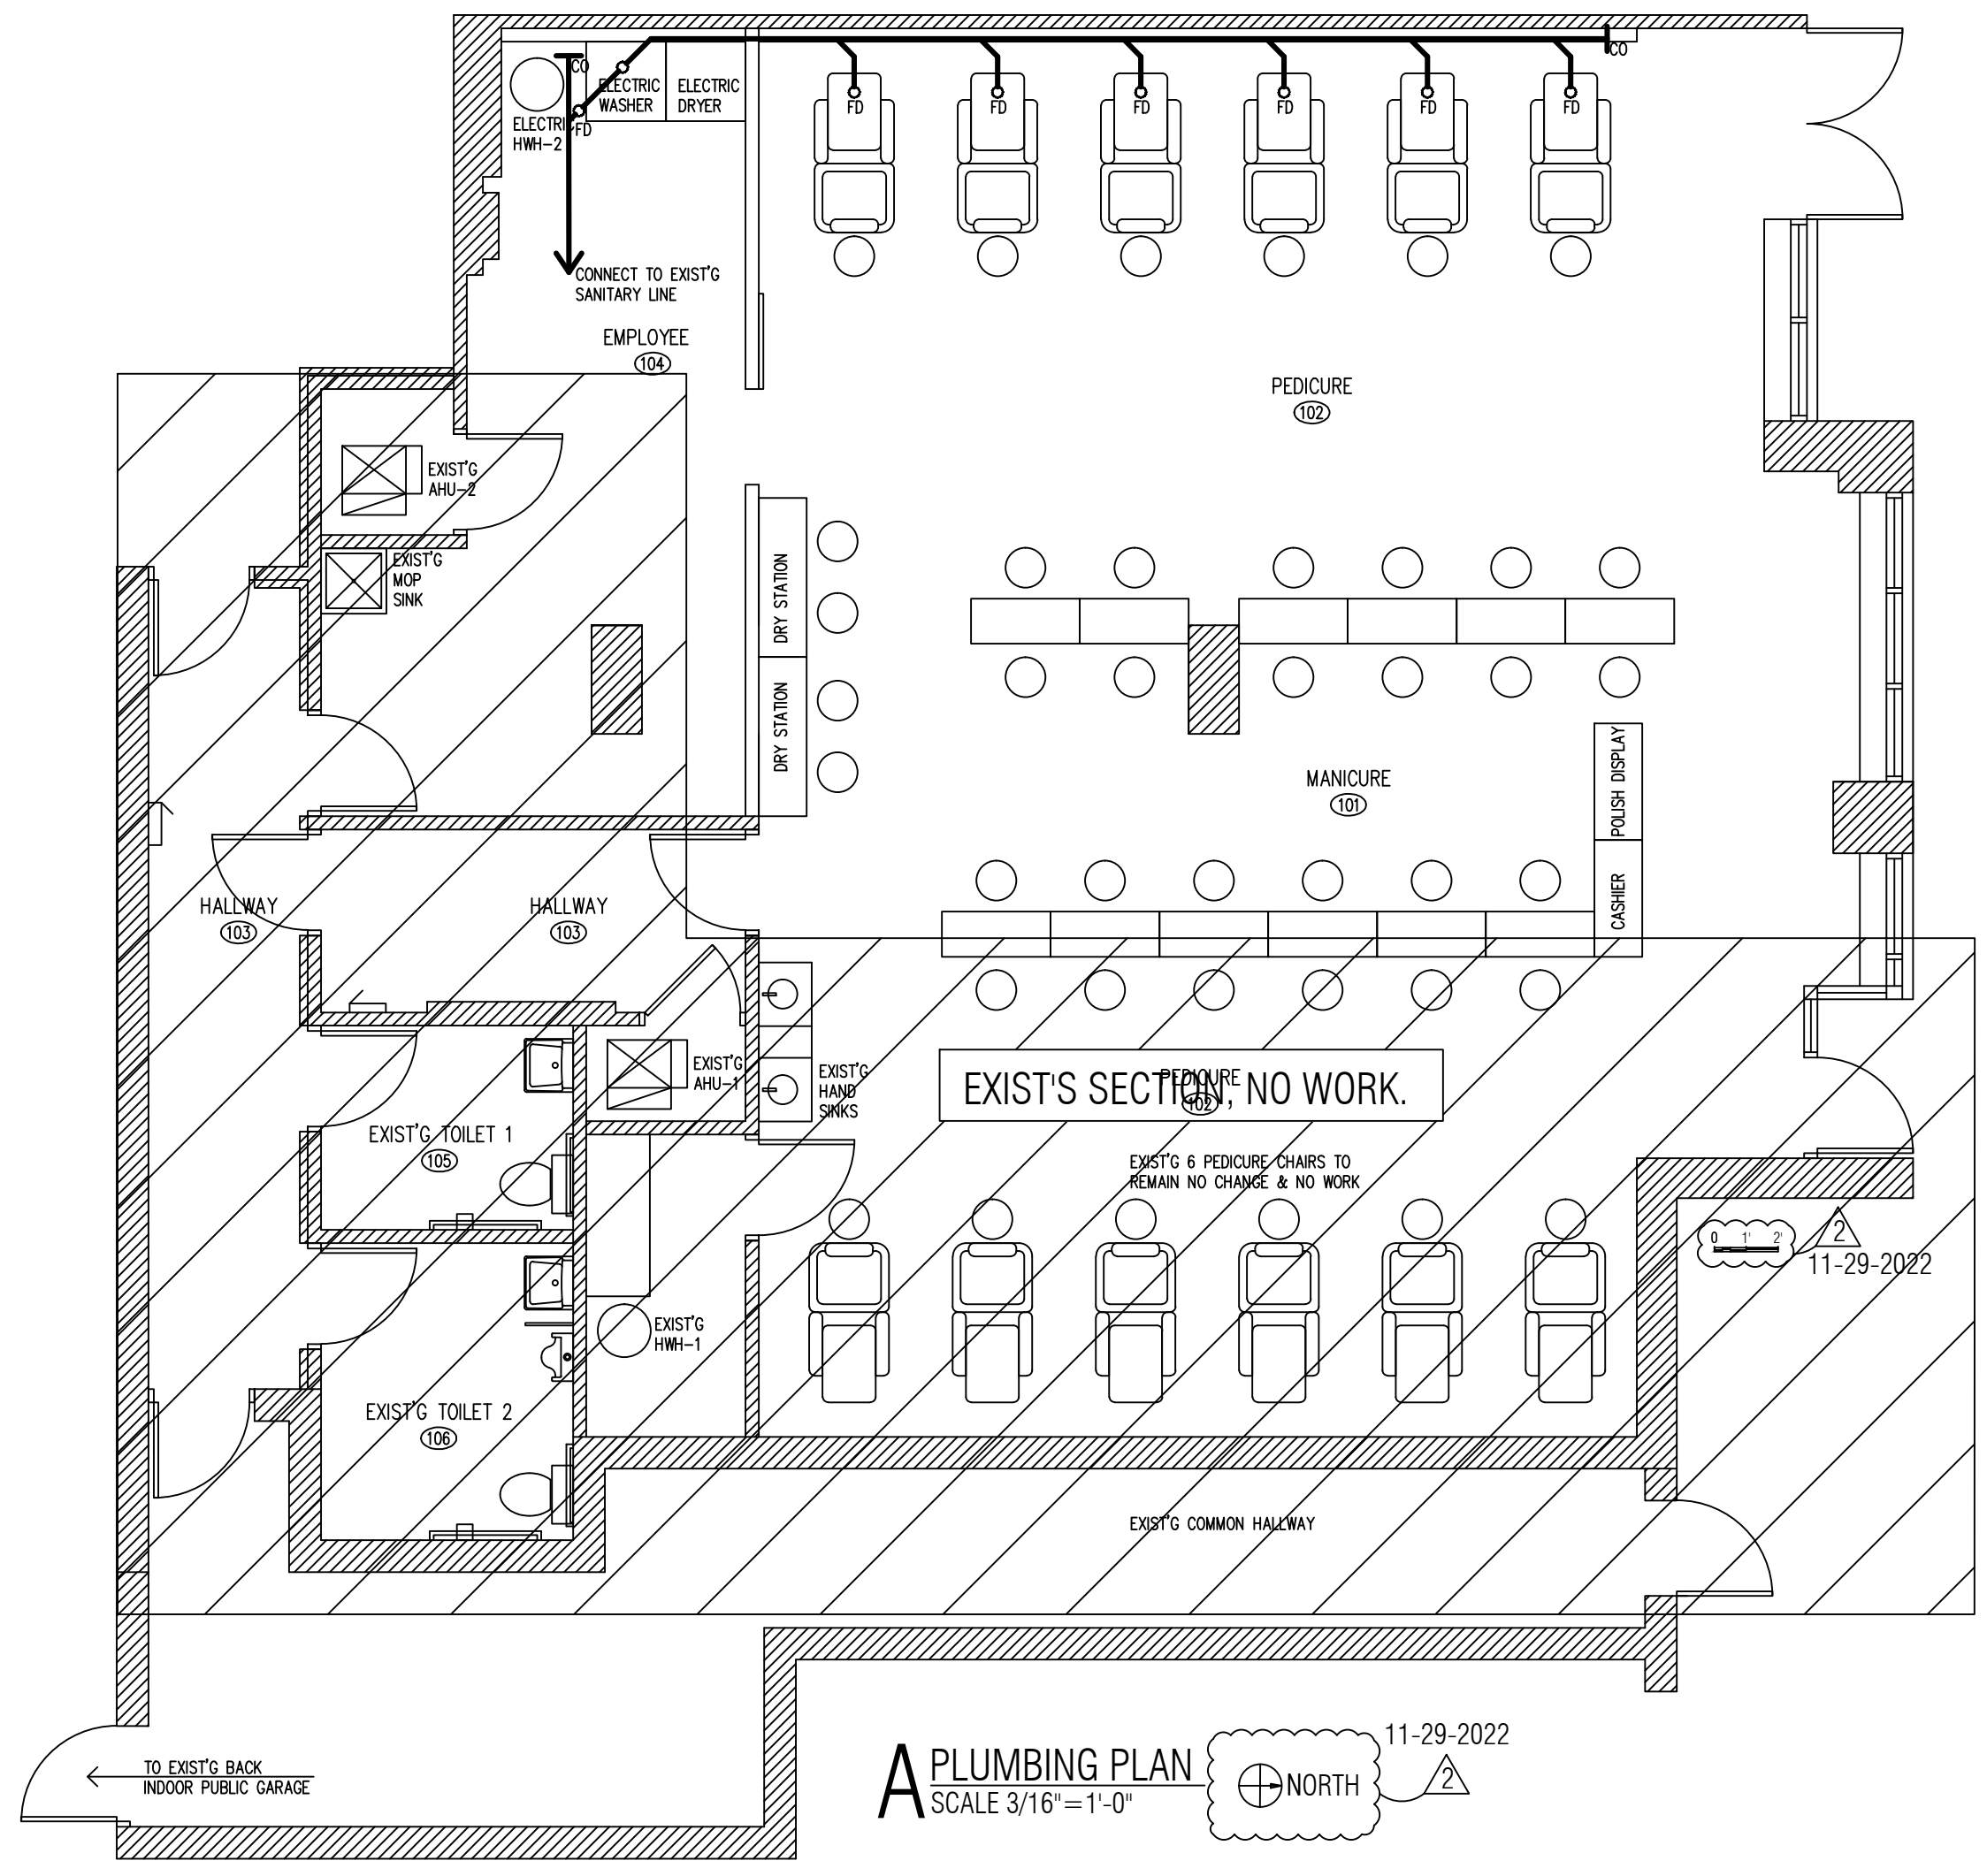 CO
CO
ELECTRIC
WASHER
ELECTRIC
DRYER
ELECTRIC
HWH-2
FD
FD
FD
FD
FD
FD
FD
CONNECT TO EXIST'G
SANITARY LINE
EMPLOYEE
104
PEDICURE
102
EXIST'G
AHU-2
EXIST'G
MOP
SINK
DRY STATION
DRY STATION
MANICURE
101
POLISH DISPLAY
CASHIER
HALLWAY
103
HALLWAY
103
EXIST'G
AHU-1
EXIST'G
HAND
SINKS
PEDICURE
102
EXIST'S SECTION, NO WORK.
EXIST'G TOILET 1
105
EXIST'G 6 PEDICURE CHAIRS TO
REMAIN NO CHANGE & NO WORK
0 1' 2'
2
11-29-2022
EXIST'G
HWH-1
EXIST'G TOILET 2
106
EXIST'G COMMON HALLWAY
TO EXIST'G BACK
INDOOR PUBLIC GARAGE
A PLUMBING PLAN
SCALE 3/16"=1'-0"
NORTH
11-29-2022
2